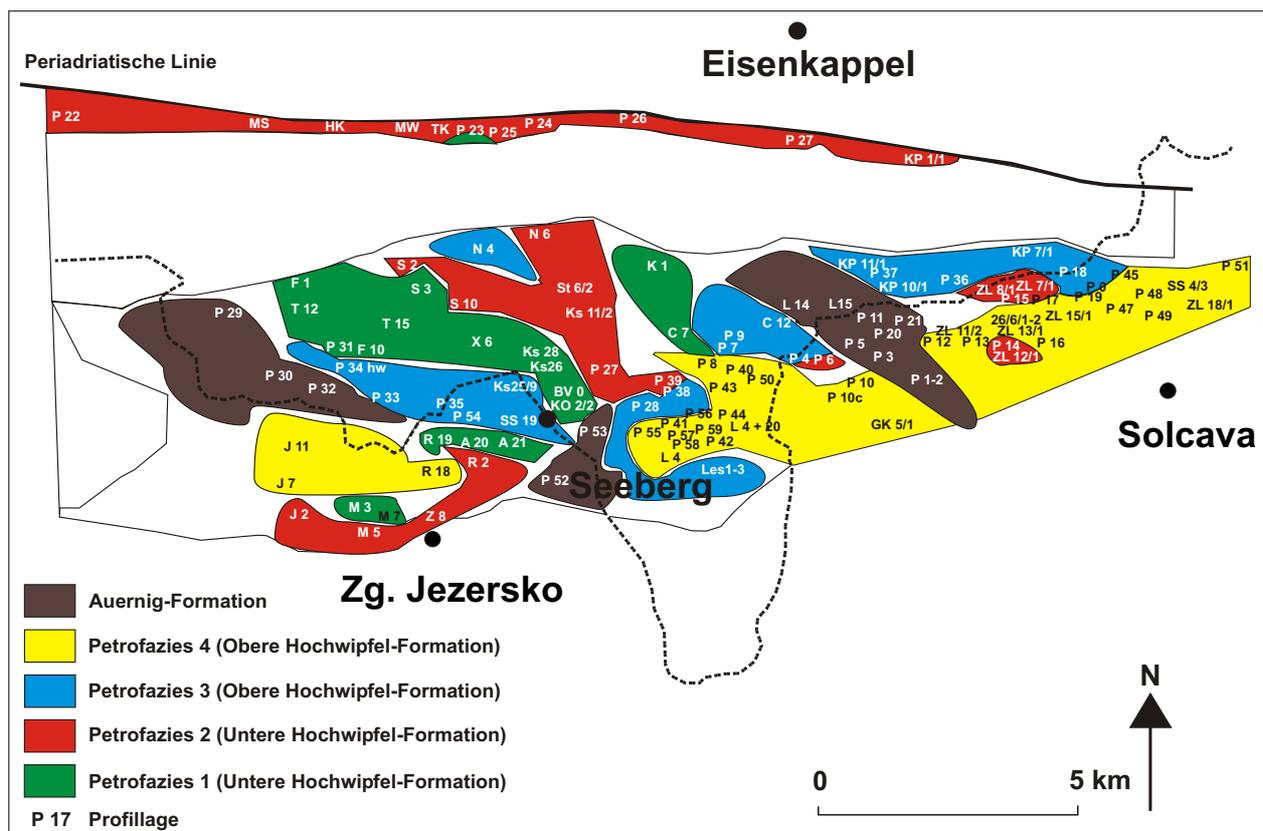 Eisenkappel
Periadriatische Linie
P 22
MS
HK
MW
TK
P 23
P 25
P 24
P 26
P 27
KP 1/1
N 6
N 4
S 2
S 3
S 10
St 6/2
Ks 11/2
K 1
C 7
F 1
T 12
T 15
X 6
P 31
F 10
Ks 28
Ks26
BV 0
KO 2/2
P 27
P 39
P 38
P 28
P 29
P 30
P 32
P 34 hw
P 33
P 35
P 54
Ks25/9
SS 19
P 53
P 52
R 19
A 20
A 21
R 18
R 2
J 11
J 7
J 2
M 3
M 7
M 5
Z 8
KP 7/1
KP 11/1
P 37
KP 10/1
P 36
P 18
P 45
P 51
ZL 8/1
ZL 7/1
P 15
P 17
P 19
SS 4/3
P 48
ZL 18/1
P 47
P 49
L 14
L15
P 11
P 21
P 20
P 5
P 3
P 1-2
C 12
P 9
P 7
P 4
P 6
26/6/1-2
ZL 15/1
ZL 11/2
ZL 13/1
P 12
P 13
P 14
P 16
ZL 12/1
P 8
P 40
P 50
P 43
P 10
P 10c
GK 5/1
P 56
P 44
P 41
P 59
L 4 + 20
P 55
P 57
P 58
P 42
L 4
Les1-3
Seeberg
Solcava
Zg. Jezersko
Auernig-Formation
Petrofazies 4 (Obere Hochwipfel-Formation)
Petrofazies 3 (Obere Hochwipfel-Formation)
Petrofazies 2 (Untere Hochwipfel-Formation)
Petrofazies 1 (Untere Hochwipfel-Formation)
P 17 Profillage
N
0 5 km